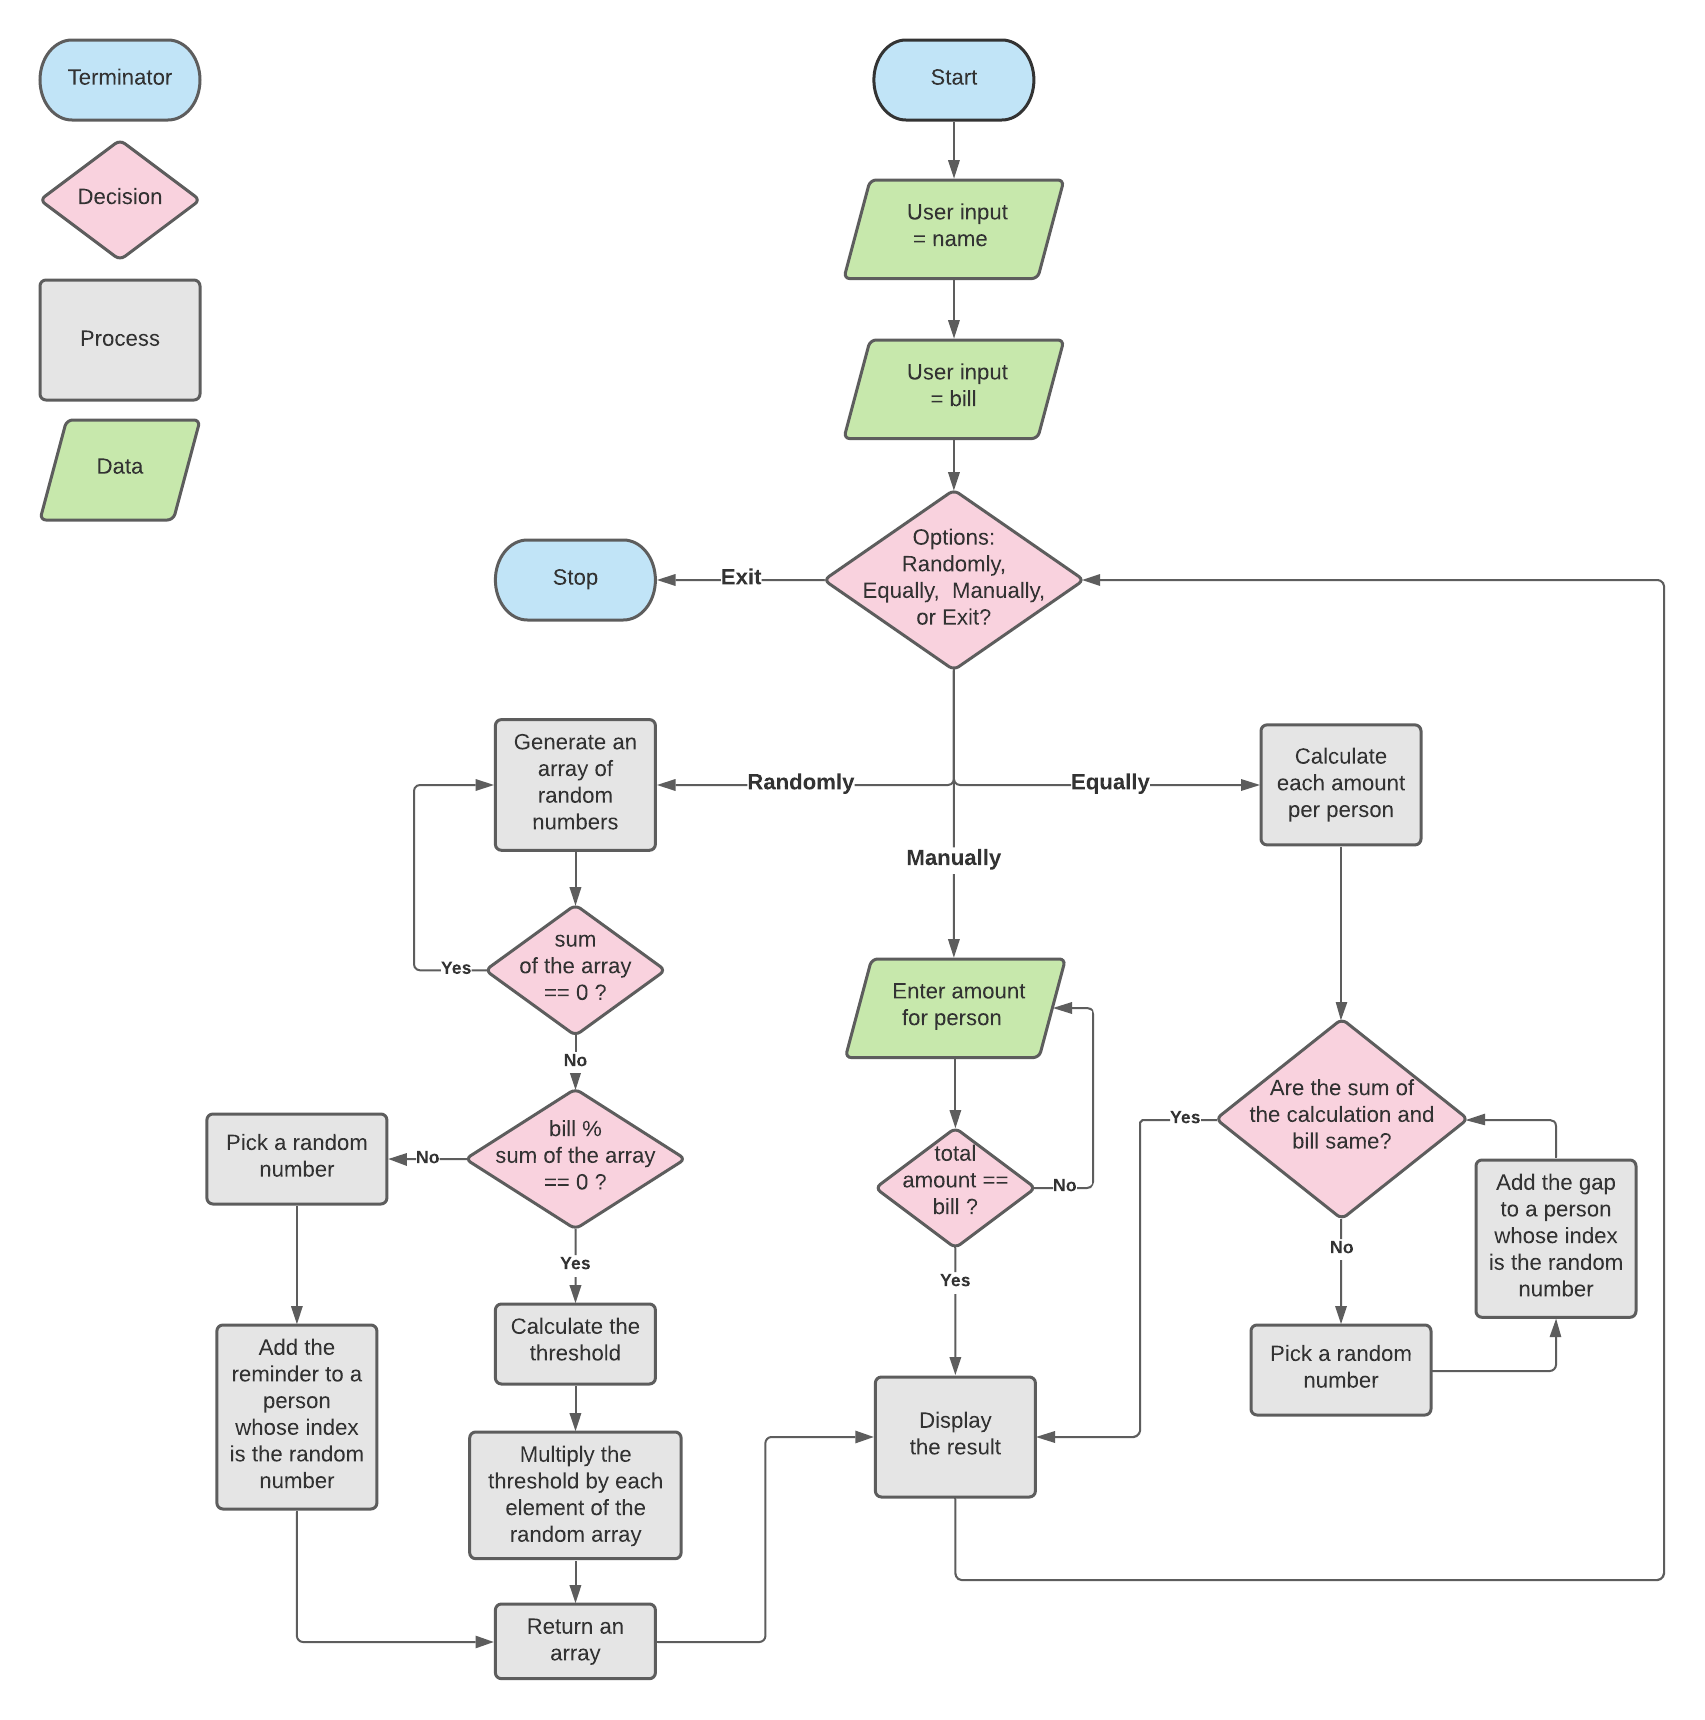 Terminator
Decision
Process
Data
Start
User input
= name
User input
= bill
Options:
Randomly,
Equally,  Manually,
or Exit?
Exit
Stop
Randomly
Equally
Manually
Generate an
array of
random
numbers
sum
of the array
== 0 ?
Yes
No
bill %
sum of the array
== 0 ?
No
Pick a random
number
Add the
reminder to a
person
whose index
is the random
number
Yes
Calculate the
threshold
Multiply the
threshold by each
element of the
random array
Return an
array
Enter amount
for person
total
amount ==
bill ?
No
Yes
Display
the result
Calculate
each amount
per person
Are the sum of
the calculation and
bill same?
Yes
No
Pick a random
number
Add the gap
to a person
whose index
is the random
number